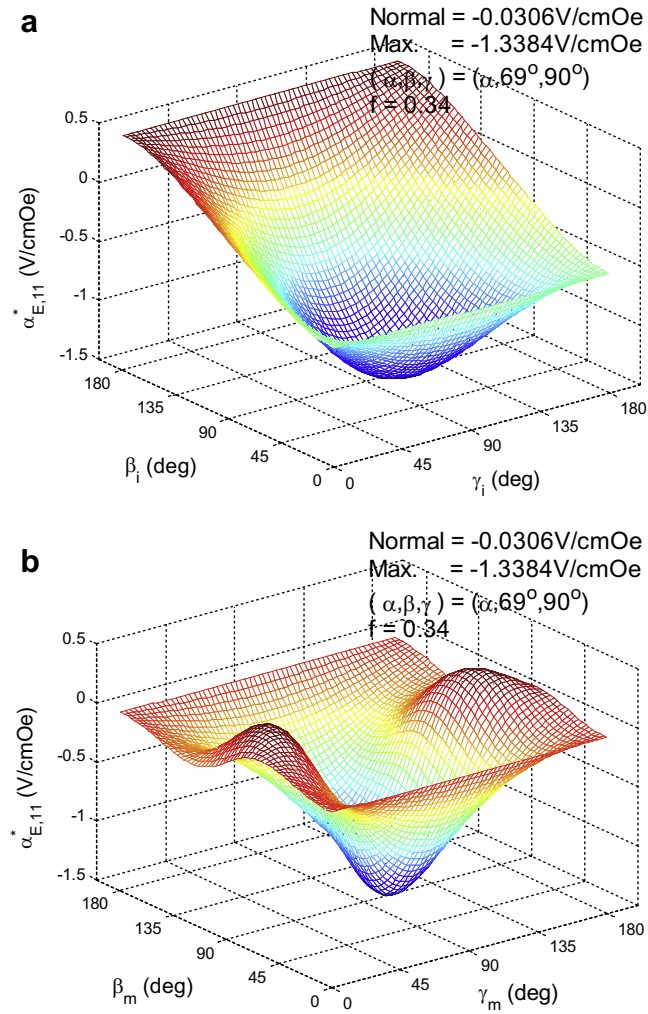 a
Normal = -0.0306V/cmOe
Max. = -1.3384V/cmOe
( α,β,γ ) = (α,69°,90°)
f = 0.34
0.5
0
-0.5
-1
-1.5
α*E,11 (V/cmOe)
180
135
90
45
0
βi (deg)
0
45
90
135
180
γi (deg)
b
Normal = -0.0306V/cmOe
Max. = -1.3384V/cmOe
( α,β,γ ) = (α,69°,90°)
f = 0.34
0.5
0
-0.5
-1
-1.5
α*E,11 (V/cmOe)
180
135
90
45
0
βm (deg)
0
45
90
135
180
γm (deg)